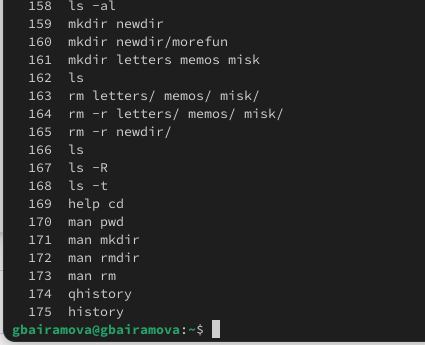 158 ls -al
159 mkdir newdir
160 mkdir newdir/morefun
161 mkdir letters memos misk
162 ls
163 rm letters/ memos/ misk/
164 rm -r letters/ memos/ misk/
165 rm -r newdir/
166 ls
167 ls -R
168 ls -t
169 help cd
170 man pwd
171 man mkdir
172 man rmdir
173 man rm
174 qhistory
175 history
gbairamova@gbairamova:~$